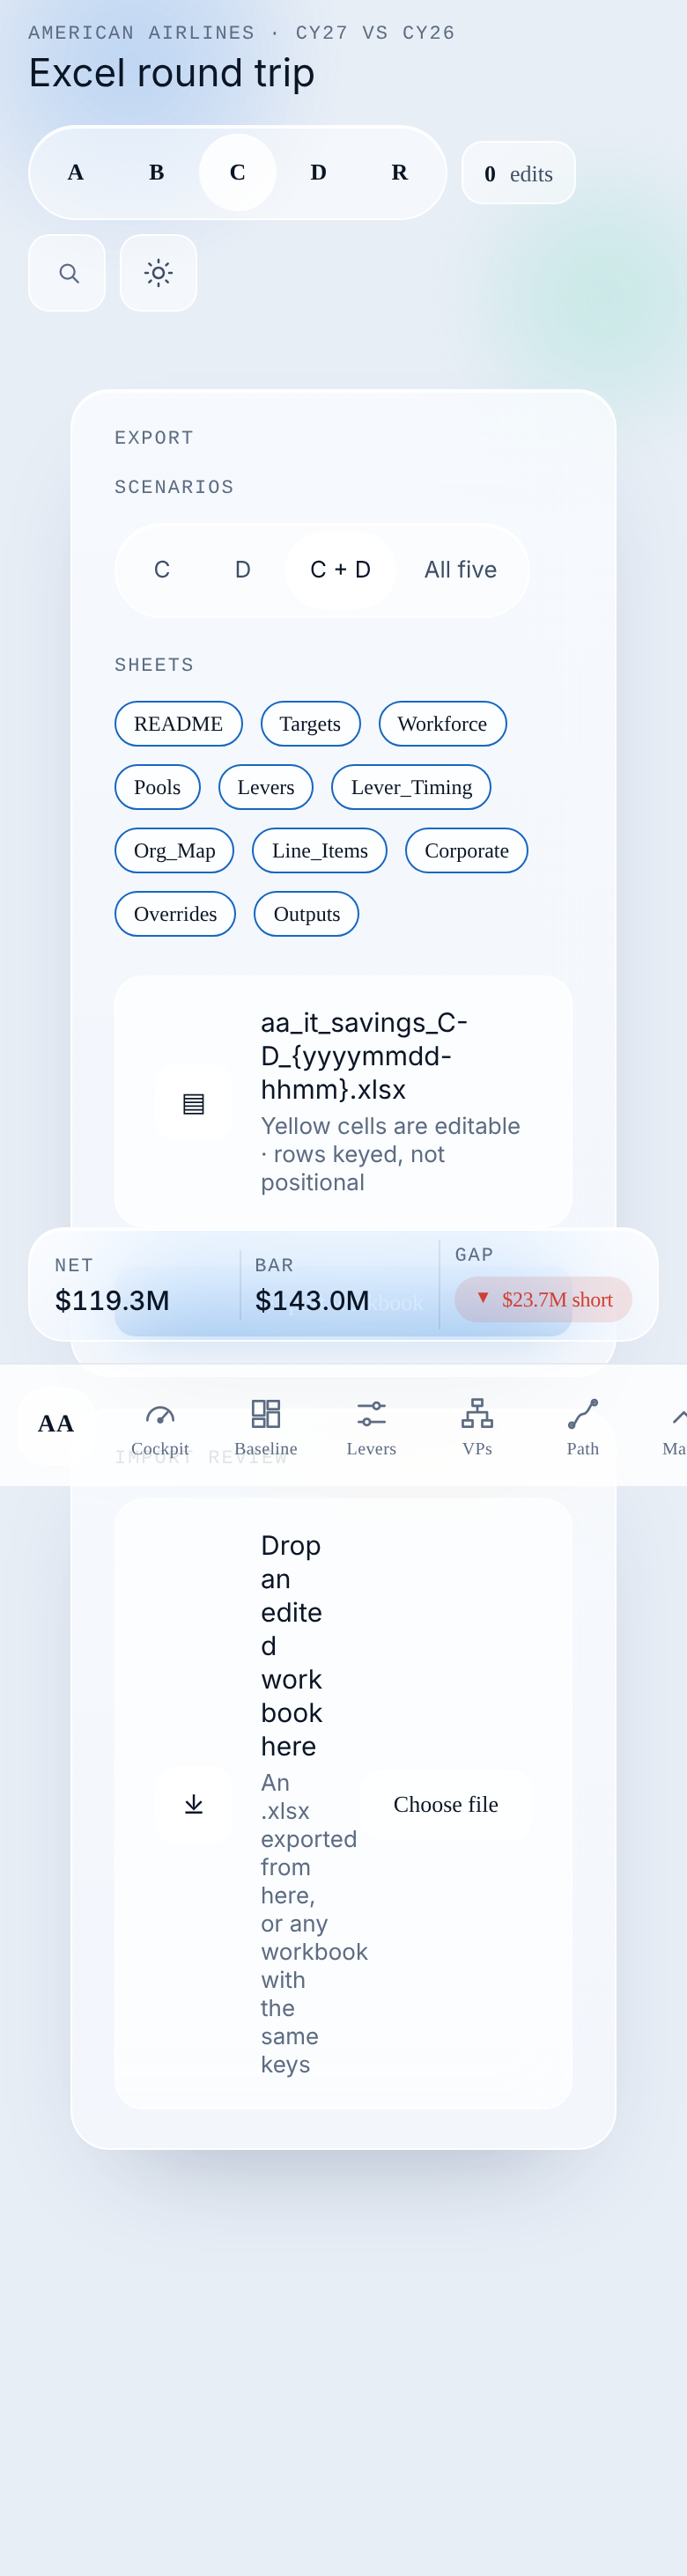 AMERICAN AIRLINES · CY27 VS CY26
Excel round trip
A B C D R 0 edits
EXPORT
SCENARIOS
C D C + D All five
SHEETS
README Targets Workforce
Pools Levers Lever_Timing
Org_Map Line_Items Corporate
Overrides Outputs
aa_it_savings_C-
D_{yyyymmdd-
hhmm}.xlsx
Yellow cells are editable
· rows keyed, not
positional
NET BAR GAP
$119.3M $143.0M ▼ $23.7M short
AA Cockpit Baseline Levers VPs Path
IMPORT REVIEW
Drop
an
edite
d
work
book
here
An
.xlsx
exported
from
here,
or any
workbook
with
the
same
keys
Choose file